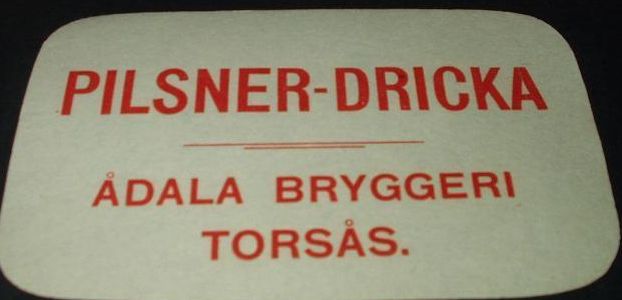 PILSNER-DRICKA
ÅDALA BRYGGERI
TORSÅS.